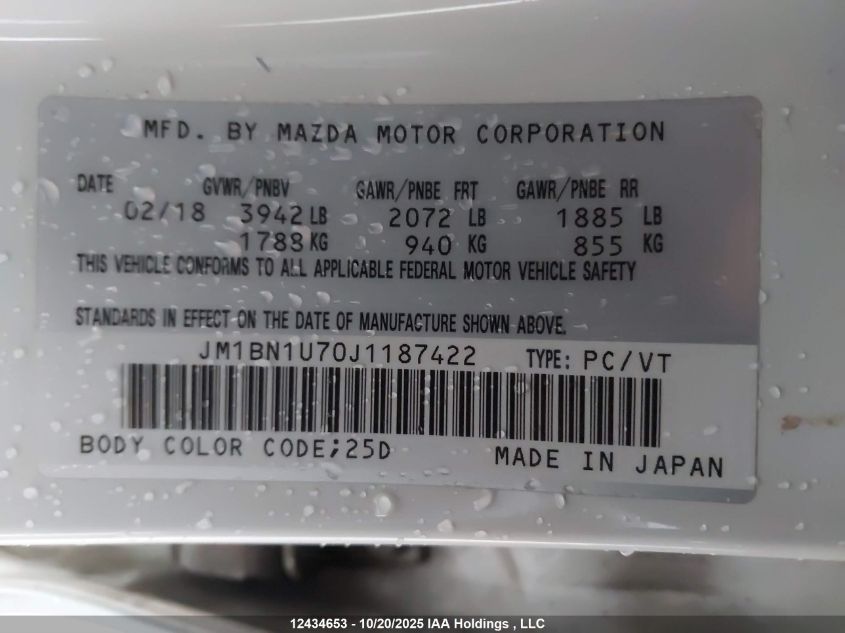 MFD. BY MAZDA MOTOR CORPORATION
DATE GVWR/PNBV GAWR/PNBE FRT GAWR/PNBE RR
02/18 3942 LB 2072 LB 1885 LB
1788 KG 940 KG 855 KG
THIS VEHICLE CONFORMS TO ALL APPLICABLE FEDERAL MOTOR VEHICLE SAFETY
STANDARDS IN EFFECT ON THE DATE OF MANUFACTURE SHOWN ABOVE.
JM1BN1U70J1187422 TYPE: PC/VT
BODY COLOR CODE;25D MADE IN JAPAN
12434653 - 10/20/2025 IAA Holdings , LLC